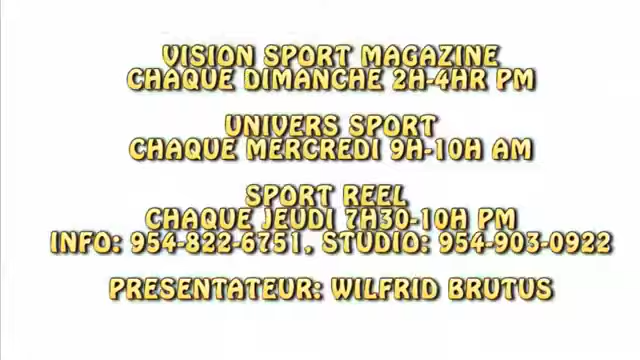 VISION SPORT MAGAZINE
CHAQUE DIMANCHE 2H-4HR PM
UNIVERS SPORT
CHAQUE MERCREDI 9H-10H AM
SPORT REEL
CHAQUE JEUDI 7H30-10H PM
INFO: 954-822-6751, STUDIO: 954-903-0922
PRESENTATEUR: WILFRID BRUTUS